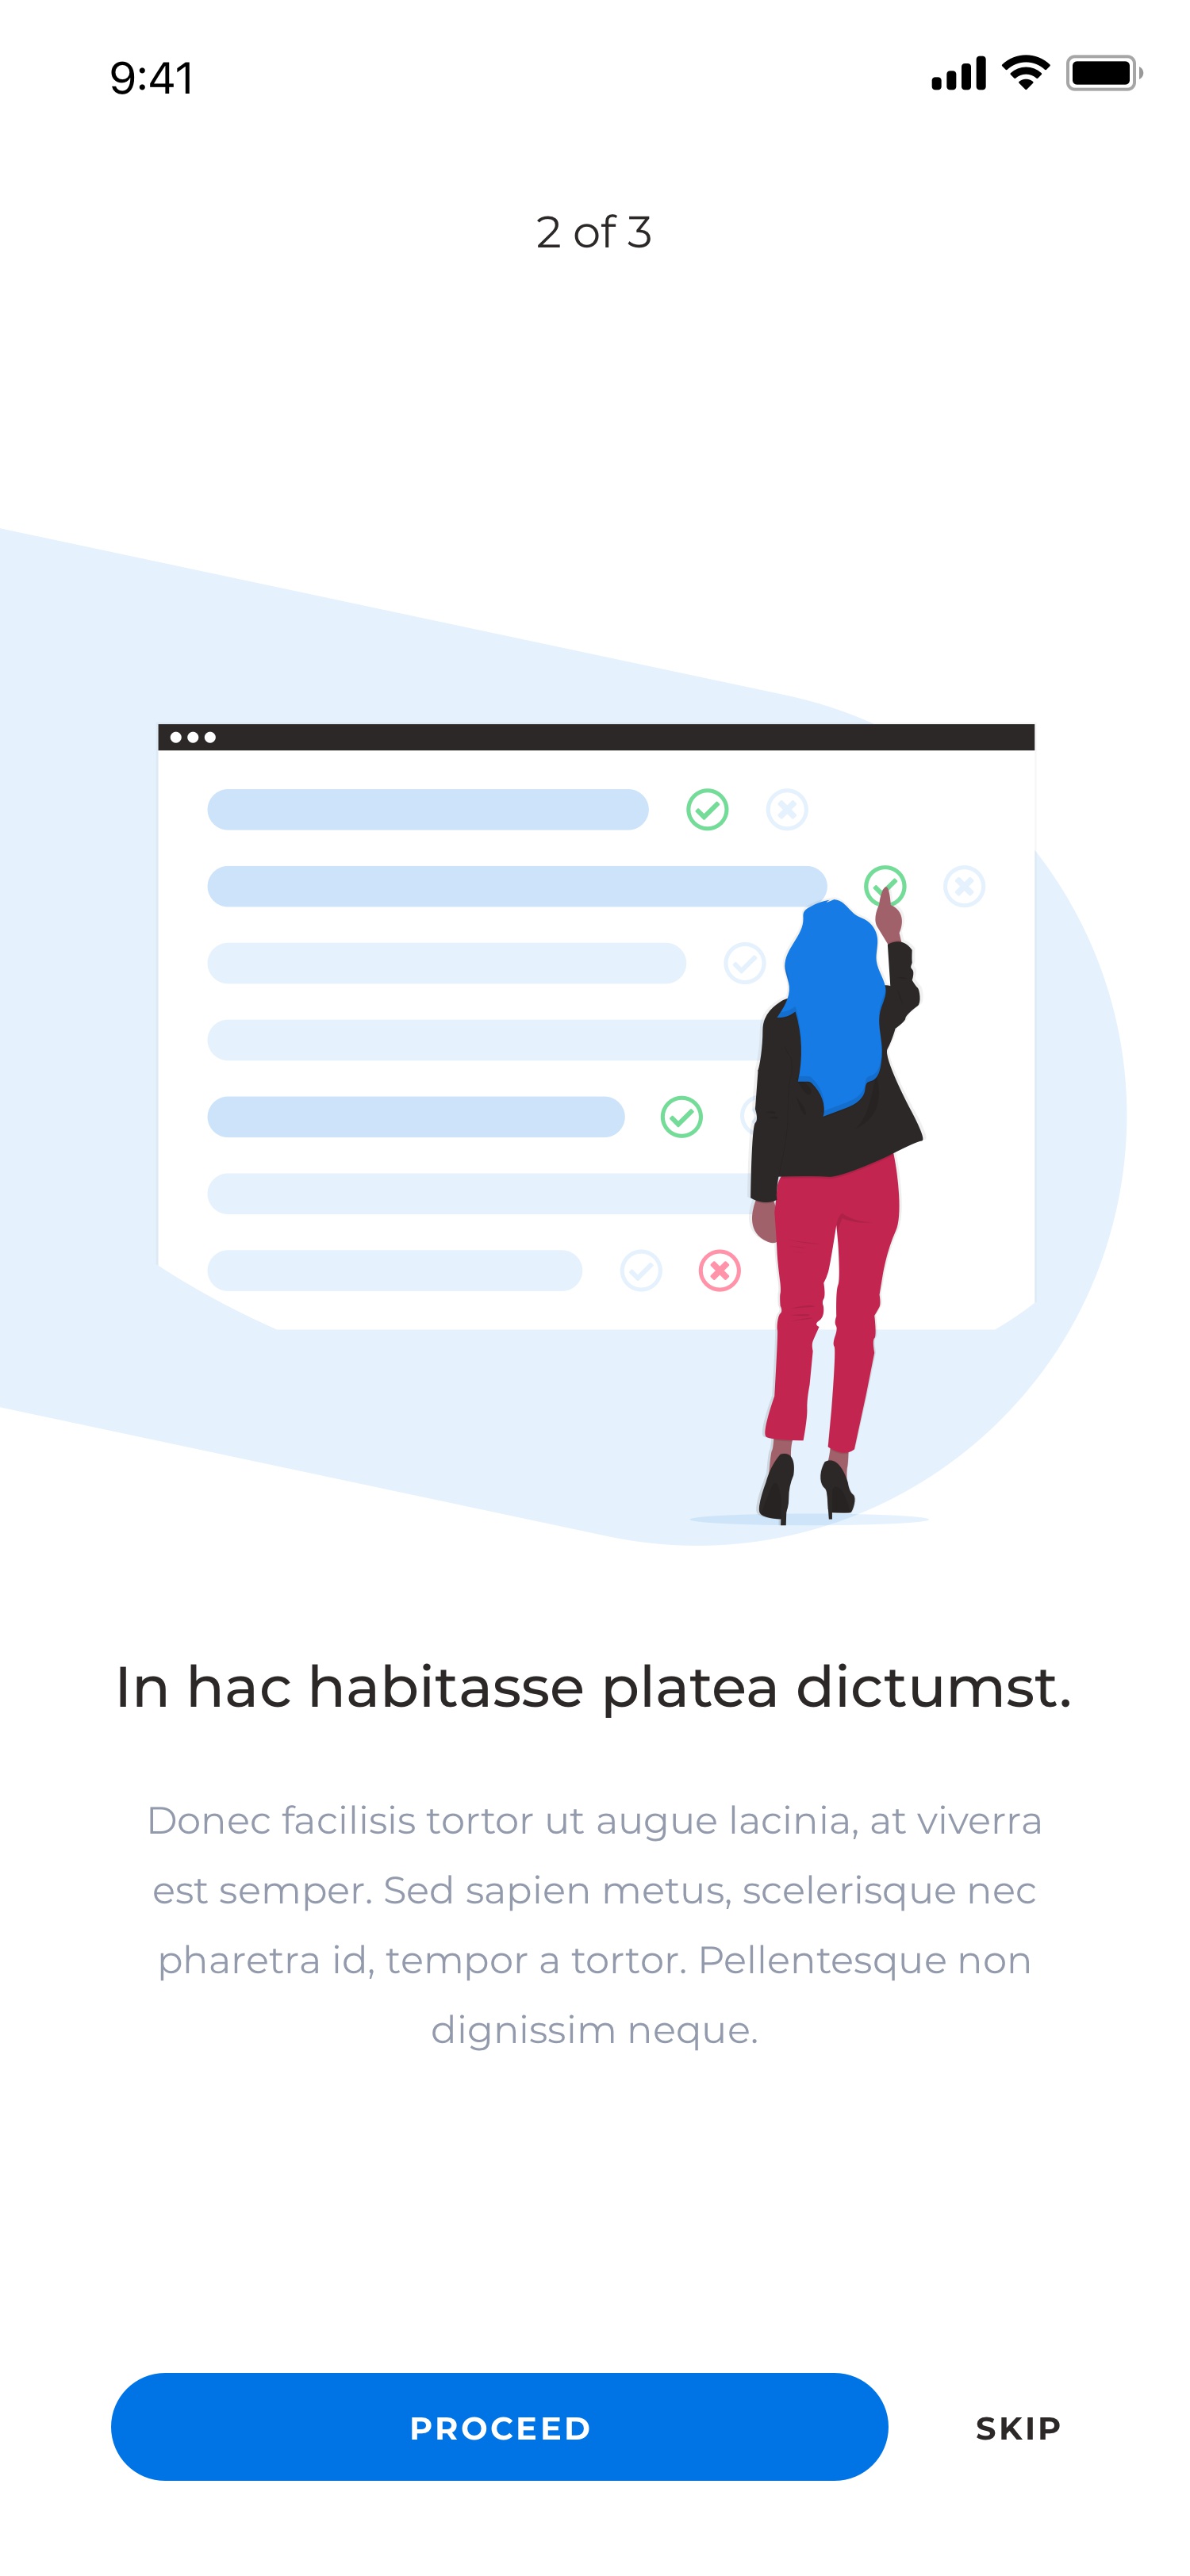 9:41
2 of 3
In hac habitasse platea dictumst.
Donec facilisis tortor ut augue lacinia, at viverra
est semper. Sed sapien metus, scelerisque nec
pharetra id, tempor a tortor. Pellentesque non
dignissim neque.
PROCEED
SKIP